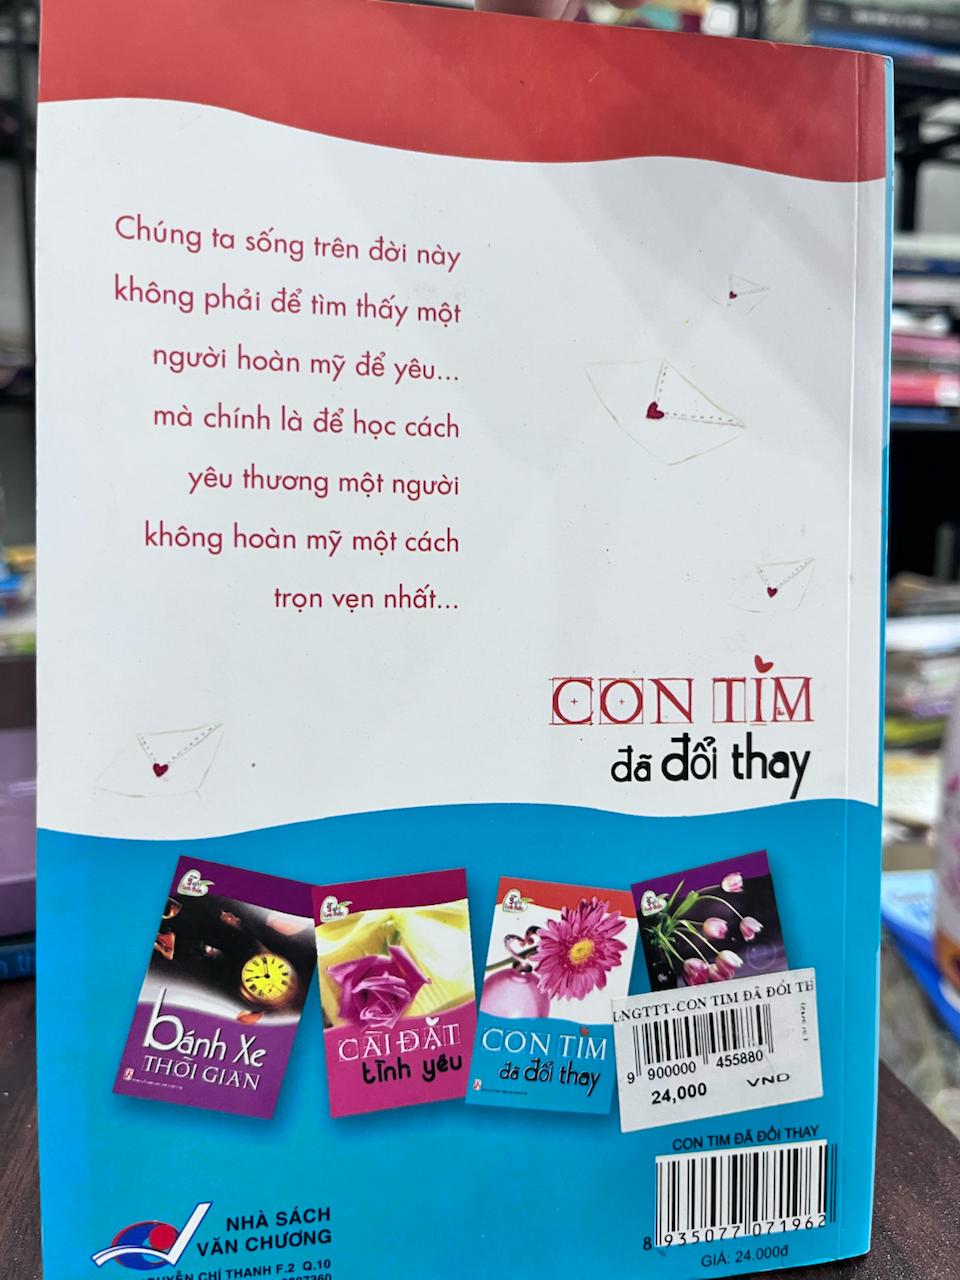 Chúng ta sống trên đời này
không phải để tìm thấy một
người hoàn mỹ để yêu...
mà chính là để học cách
yêu thương một người
không hoàn mỹ một cách
trọn vẹn nhất...
CON TIM
đã đổi thay
bánh Xe
THỜI GIAN
CÀI ĐẶT
tình yêu
CON TIM
đã đổi thay
LNGTTT-CON TIM ĐÃ ĐỔI TH
9 900000 455880
24,000 VND
CON TIM ĐÃ ĐỔI THAY
8 935077 071962
GIÁ: 24.000đ
NHÀ SÁCH
VĂN CHƯƠNG
CHÍ THANH F.2 Q.10